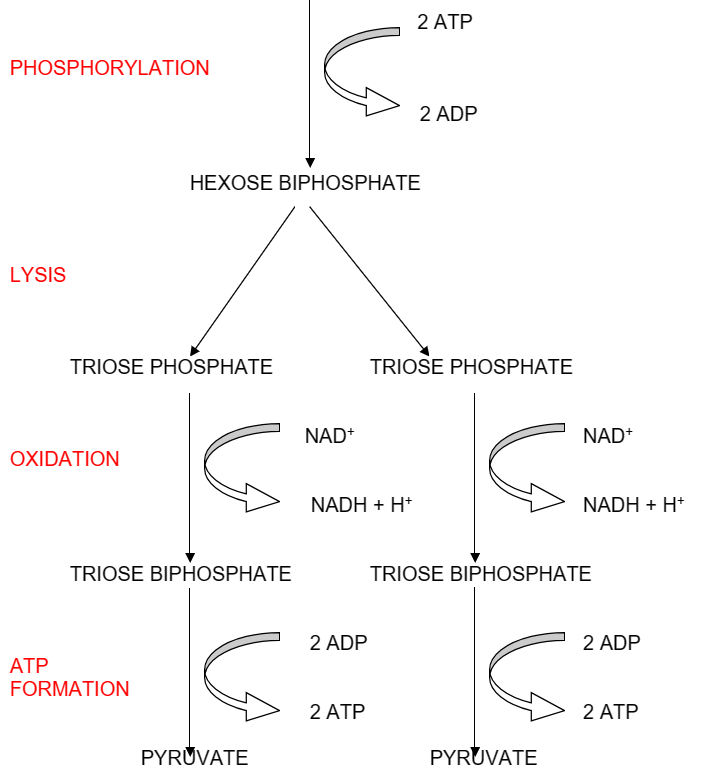 2 ATP
PHOSPHORYLATION
2 ADP
HEXOSE BIPHOSPHATE
LYSIS
TRIOSE PHOSPHATE
TRIOSE PHOSPHATE
NAD⁺
NAD⁺
OXIDATION
NADH + H⁺
NADH + H⁺
TRIOSE BIPHOSPHATE
TRIOSE BIPHOSPHATE
2 ADP
2 ADP
ATP
FORMATION
2 ATP
2 ATP
PYRUVATE
PYRUVATE